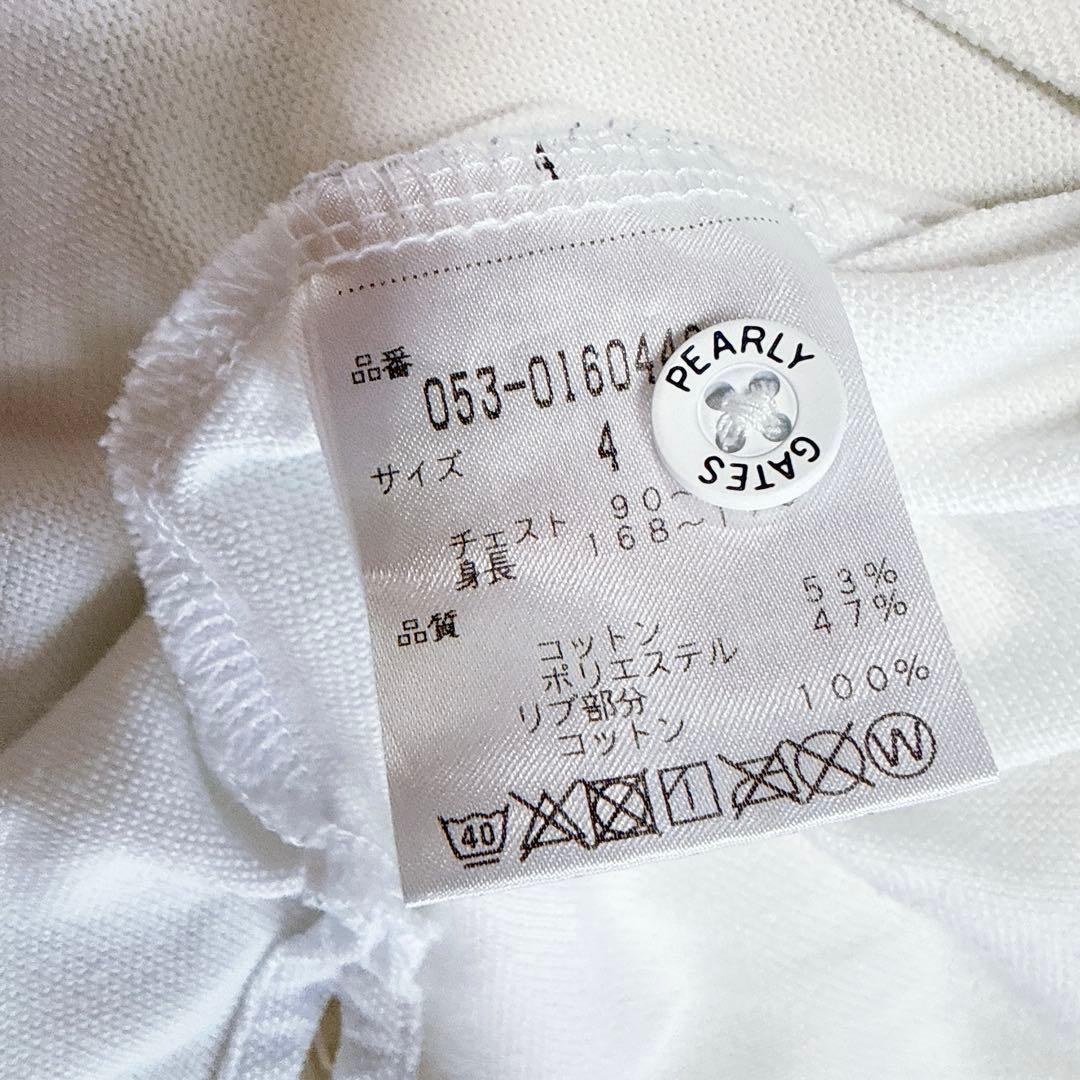 品番
053-01604
PEARLY
GATES
サイズ 4
チェスト 90~
身長 168~1
品質
コットン 53%
ポリエステル 47%
リブ部分
コットン 100%
40
1
W